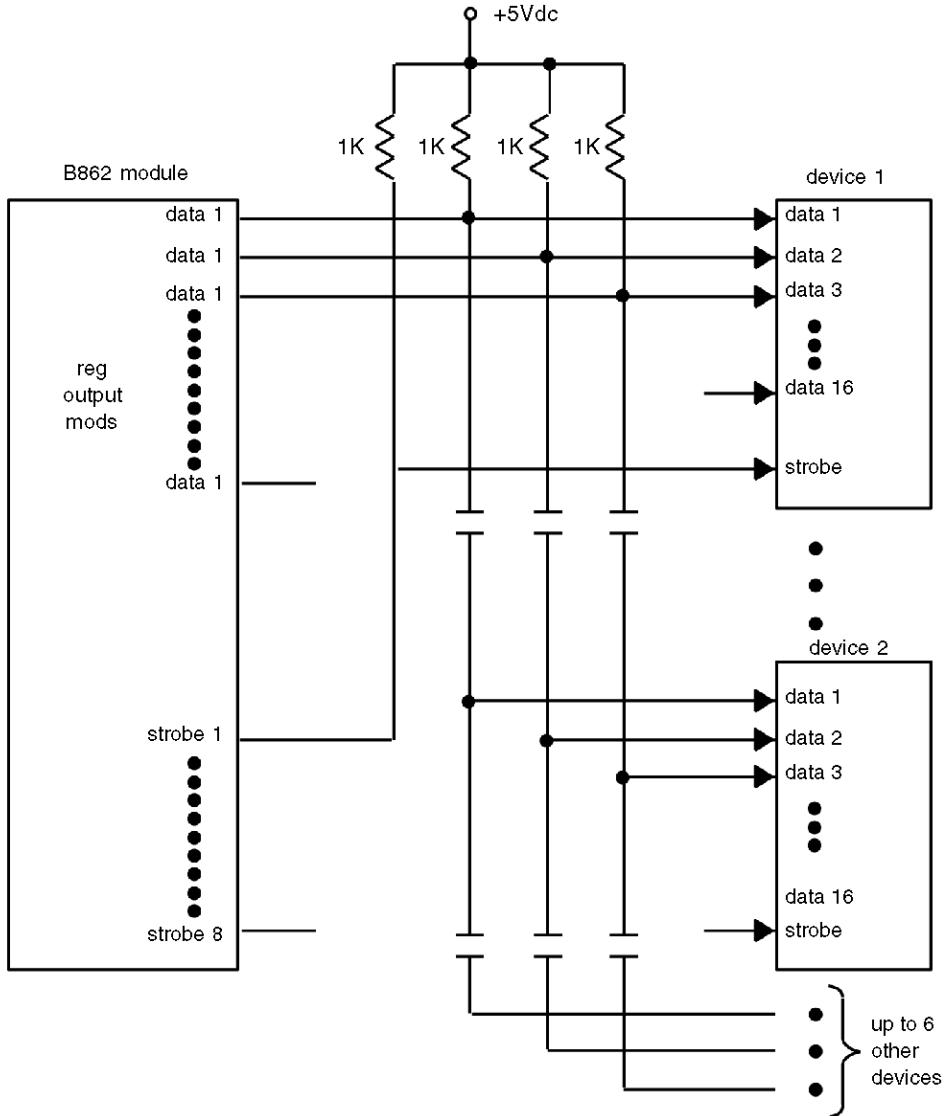 +5Vdc
1K 1K 1K 1K
B862 module
data 1
data 1
data 1
reg
output
mods
data 1
strobe 1
strobe 8
device 1
data 1
data 2
data 3
data 16
strobe
device 2
data 1
data 2
data 3
data 16
strobe
up to 6
other
devices